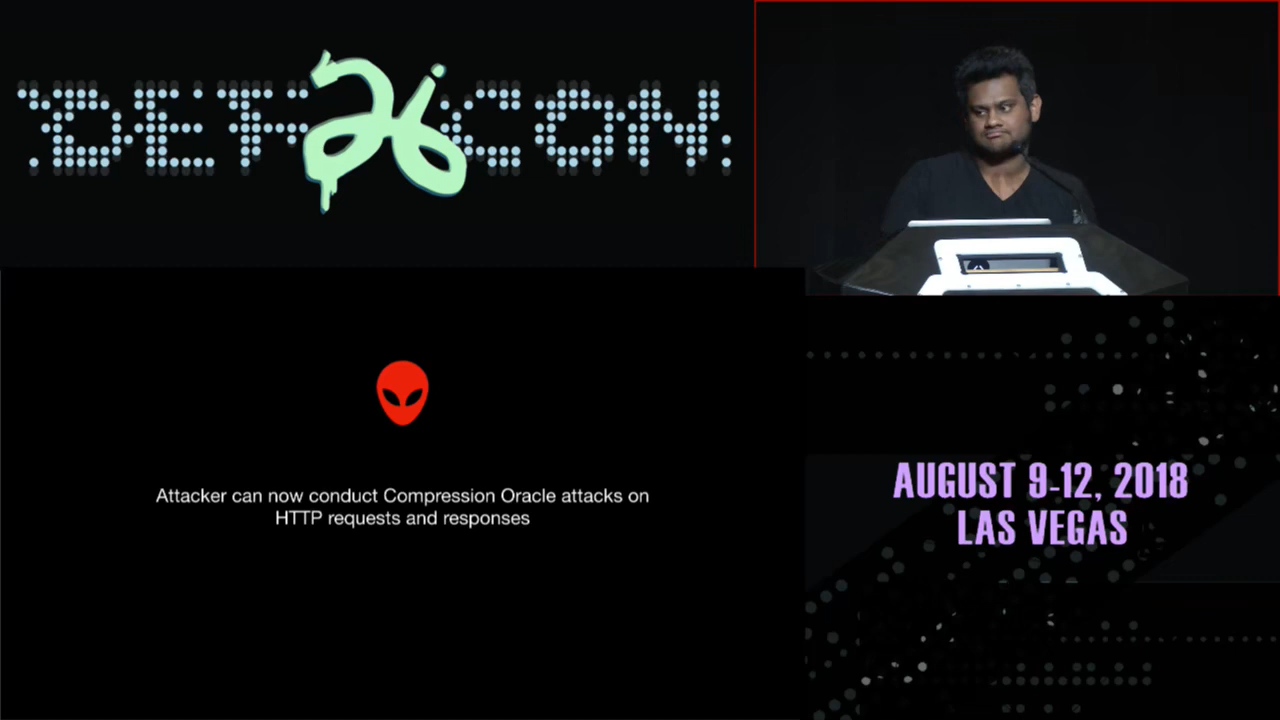 DEF 26 CON
Attacker can now conduct Compression Oracle attacks on
HTTP requests and responses
AUGUST 9-12, 2018
LAS VEGAS